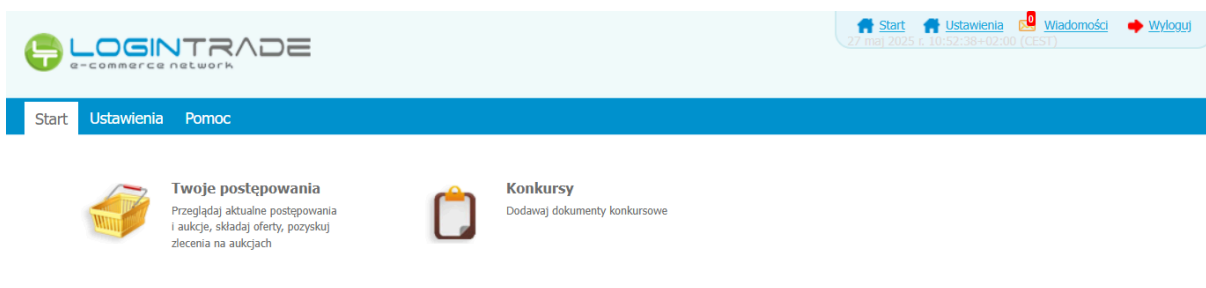 LOGINTRADE
e-commerce network
Start Ustawienia 0 Wiadomości Wyloguj
27 maj 2025 r. 10:52:38+02:00 (CEST)
Start Ustawienia Pomoc
Twoje postępowania
Przeglądaj aktualne postępowania
i aukcje, składaj oferty, pozyskuj
zlecenia na aukcjach
Konkursy
Dodawaj dokumenty konkursowe